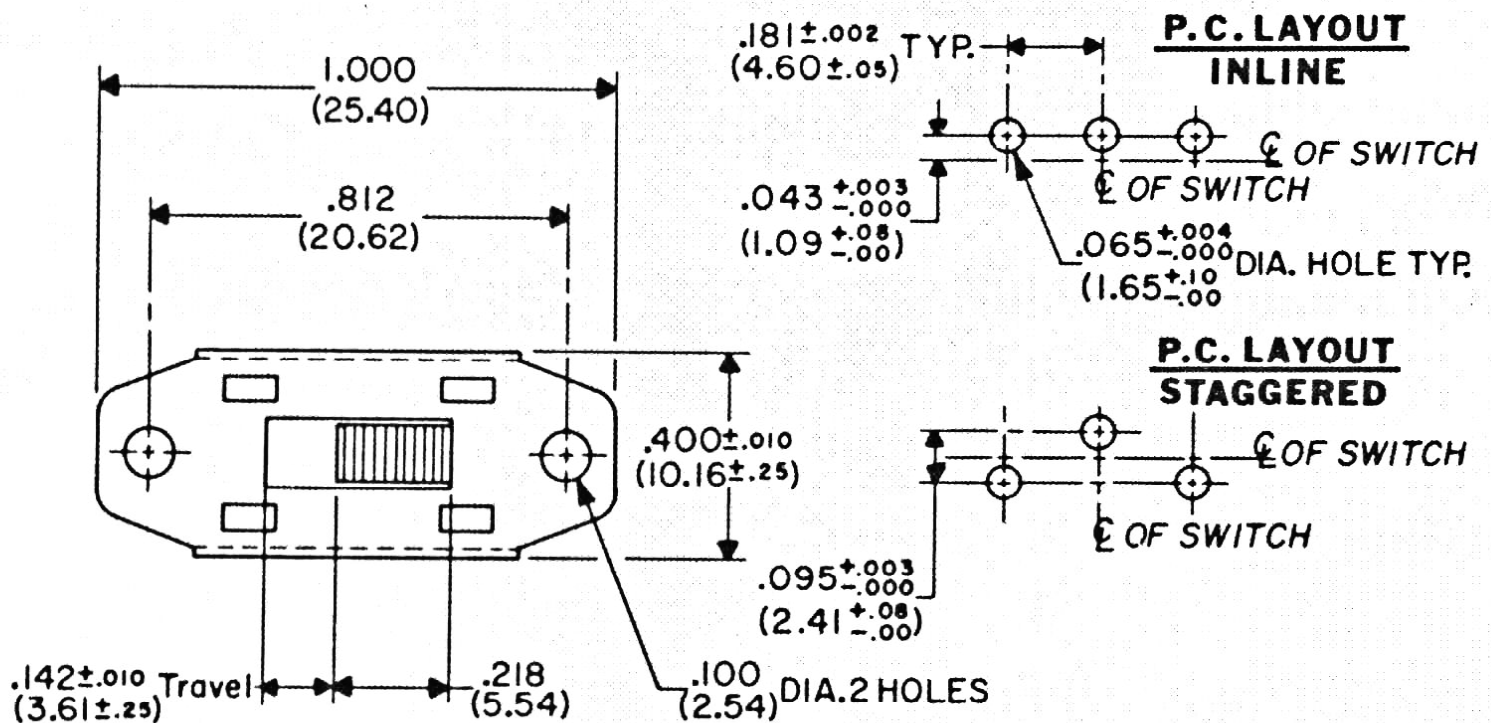 1.000
(25.40)
.812
(20.62)
.400±.010
(10.16±.25)
.142±.010 Travel
(3.61±.25)
.218
(5.54)
.100 DIA. 2 HOLES
(2.54)
P.C. LAYOUT
INLINE
.181±.002 TYP.
(4.60±.05)
℄ OF SWITCH
℄ OF SWITCH
.043 +.003 -.000
(1.09 +.08 -.00)
.065 +.004 -.000 DIA. HOLE TYP.
(1.65 +.10 -.00
P.C. LAYOUT
STAGGERED
℄ OF SWITCH
℄ OF SWITCH
.095 +.003 -.000
(2.41 +.08 -.00)